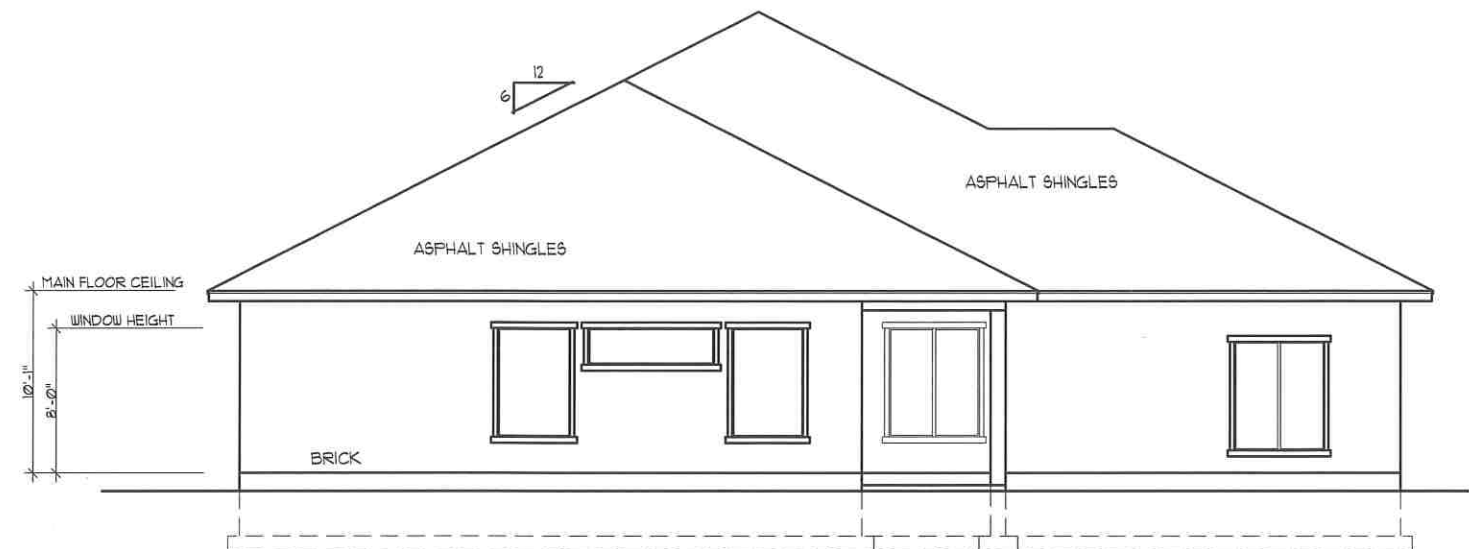 12
6
ASPHALT SHINGLES
ASPHALT SHINGLES
MAIN FLOOR CEILING
WINDOW HEIGHT
10'-1"
8'-0"
BRICK